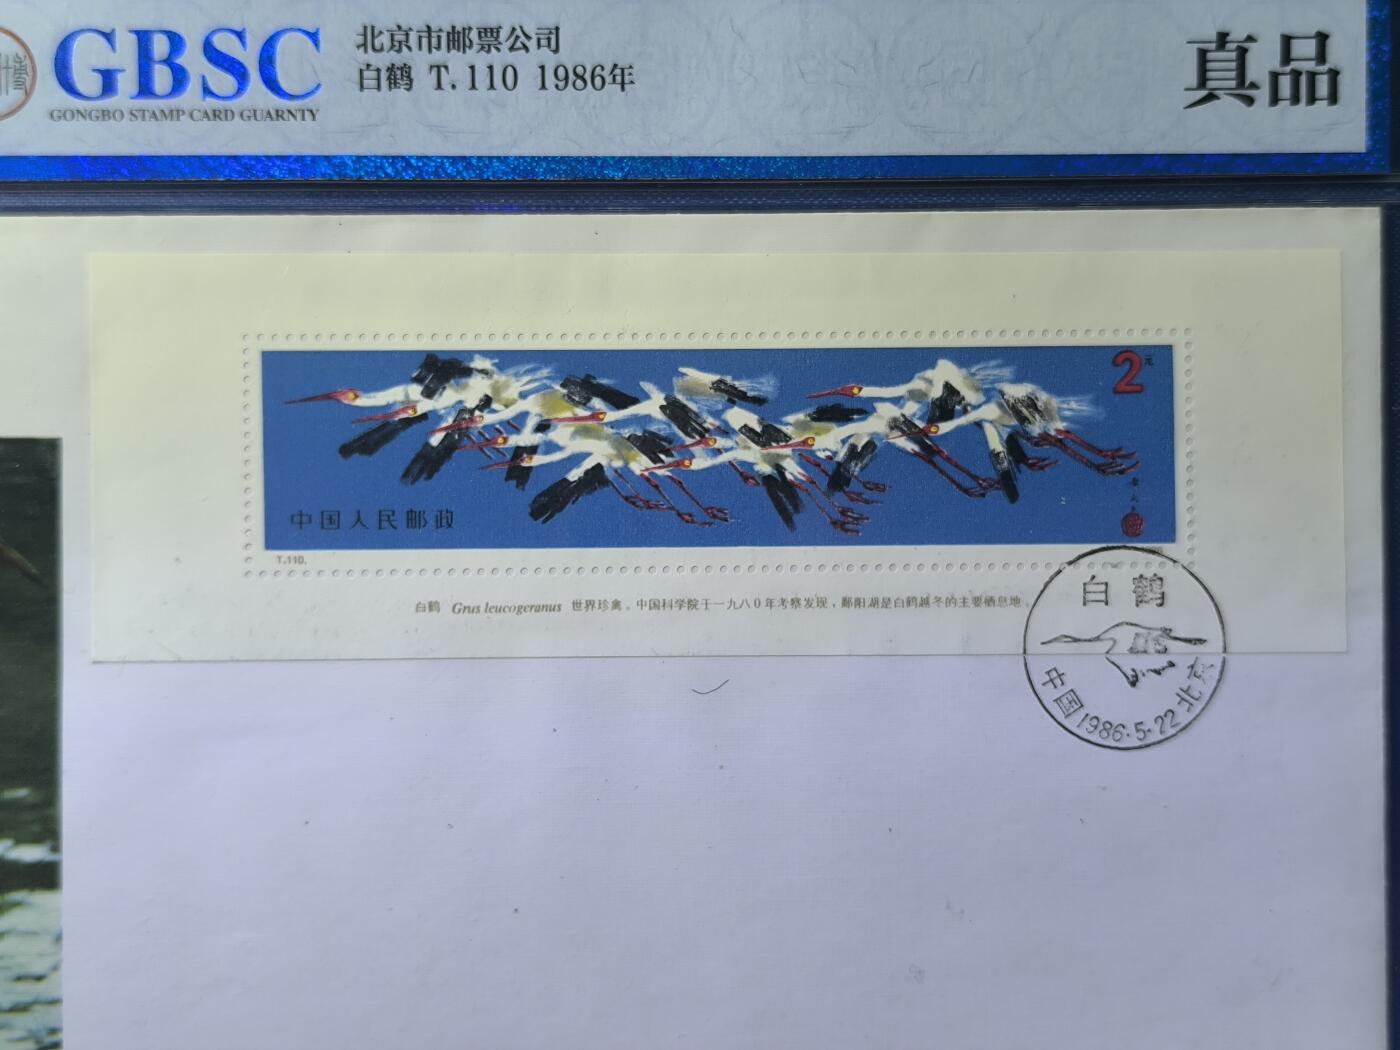 GBSC
GONGBO STAMP CARD GUARNTY
北京市邮票公司
白鹤 T.110 1986年
真品
2元
中国人民邮政
T.110.
白鹤 Grus leucogeranus 世界珍禽。中国科学院于一九八0年考察发现，鄱阳湖是白鹤越冬的主要栖息地。
白鹤
中国 1986.5.22 北京